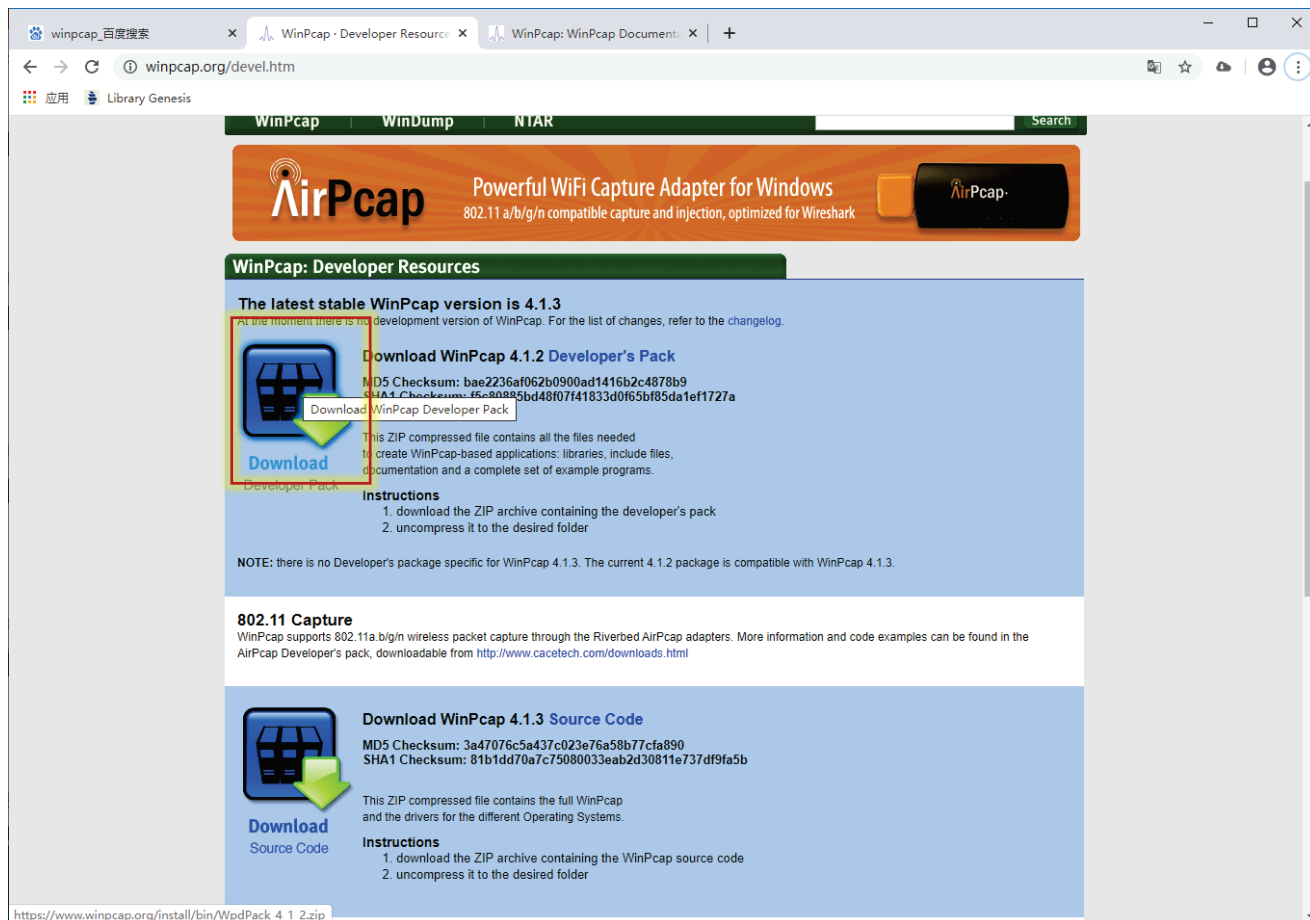 winpcap_百度搜索
WinPcap · Developer Resource
WinPcap: WinPcap Documenta
winpcap.org/devel.htm
应用
Library Genesis
WinPcap
WinDump
NTAR
Search
AirPcap
Powerful WiFi Capture Adapter for Windows
802.11 a/b/g/n compatible capture and injection, optimized for Wireshark
AirPcap.
WinPcap: Developer Resources
The latest stable WinPcap version is 4.1.3
At the moment there is no development version of WinPcap. For the list of changes, refer to the changelog.
Download WinPcap 4.1.2 Developer's Pack
MD5 Checksum: bae2236af062b0900ad1416b2c4878b9
SHA1 Checksum: f5c80885bd48f07f41833d0f65bf85da1ef1727a
Download WinPcap Developer Pack
This ZIP compressed file contains all the files needed
to create WinPcap-based applications: libraries, include files,
documentation and a complete set of example programs.
Download
Developer Pack
Instructions
1. download the ZIP archive containing the developer's pack
2. uncompress it to the desired folder
NOTE: there is no Developer's package specific for WinPcap 4.1.3. The current 4.1.2 package is compatible with WinPcap 4.1.3.
802.11 Capture
WinPcap supports 802.11a.b/g/n wireless packet capture through the Riverbed AirPcap adapters. More information and code examples can be found in the
AirPcap Developer's pack, downloadable from http://www.cacetech.com/downloads.html
Download WinPcap 4.1.3 Source Code
MD5 Checksum: 3a47076c5a437c023e76a58b77cfa890
SHA1 Checksum: 81b1dd70a7c75080033eab2d30811e737df9fa5b
This ZIP compressed file contains the full WinPcap
and the drivers for the different Operating Systems.
Download
Source Code
Instructions
1. download the ZIP archive containing the WinPcap source code
2. uncompress it to the desired folder
https://www.winpcap.org/install/bin/WpdPack_4_1_2.zip